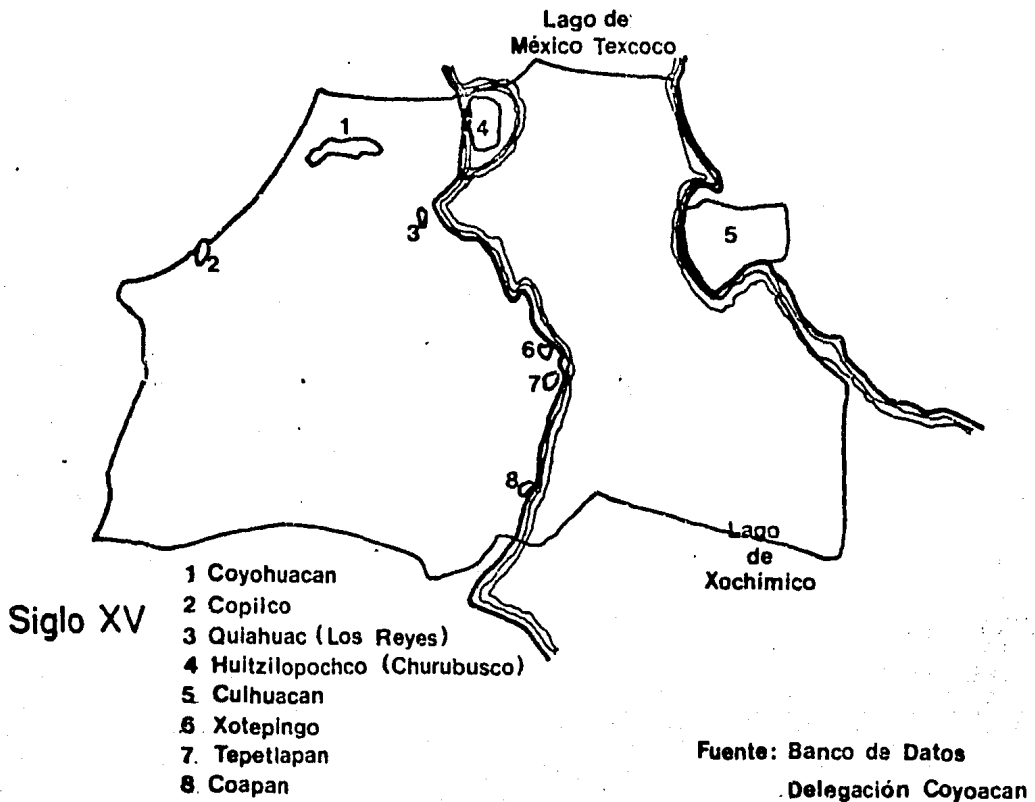 Lago de
México Texcoco
1
4
3
2
5
6
7
8
Lago
de
Xochimico
Siglo XV
1 Coyohuacan
2 Copilco
3 Quiahuac (Los Reyes)
4 Huitzilopochco (Churubusco)
5 Culhuacan
6 Xotepingo
7 Tepetlapan
8 Coapan
Fuente: Banco de Datos
Delegación Coyoacan